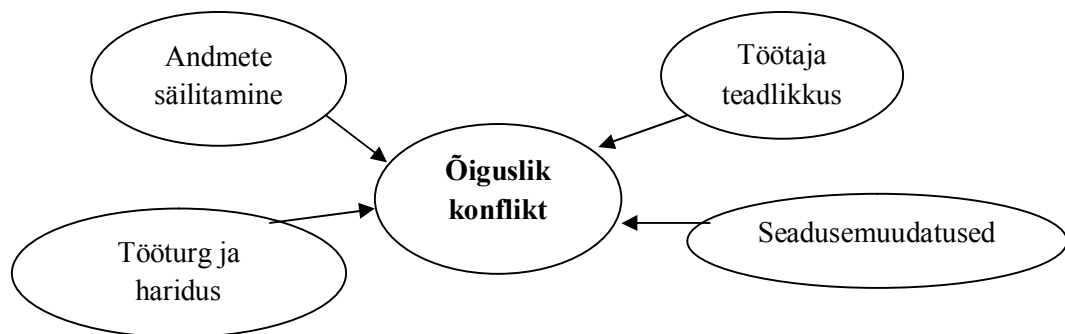 Andmete
säilitamine
Töötaja
teadlikkus
Õiguslik
konflikt
Tööturg ja
haridus
Seadusemuudatused